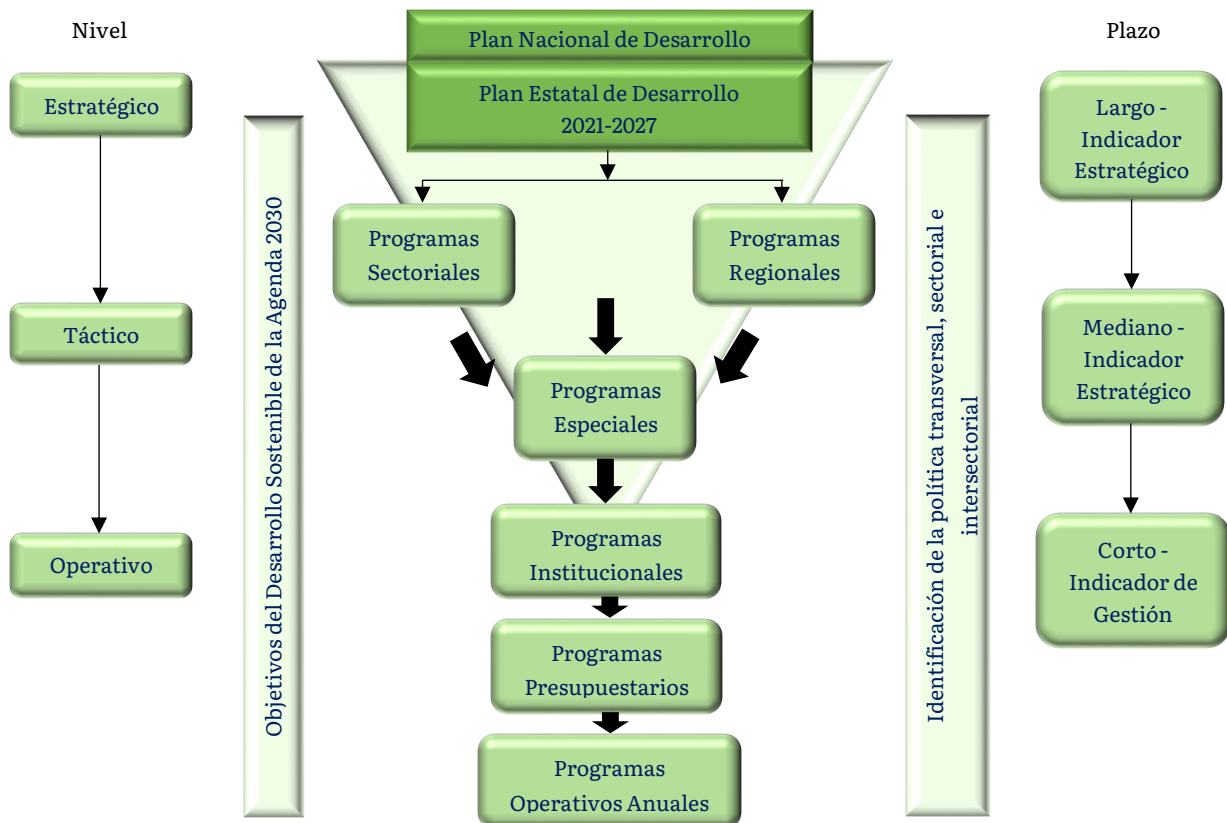 Nivel
Estratégico
Táctico
Operativo
Objetivos del Desarrollo Sostenible de la Agenda 2030
Plan Nacional de Desarrollo
Plan Estatal de Desarrollo
2021-2027
Programas
Sectoriales
Programas
Regionales
Programas
Especiales
Programas
Institucionales
Programas
Presupuestarios
Programas
Operativos Anuales
Identificación de la política transversal, sectorial e
intersectorial
Plazo
Largo -
Indicador
Estratégico
Mediano -
Indicador
Estratégico
Corto -
Indicador de
Gestión